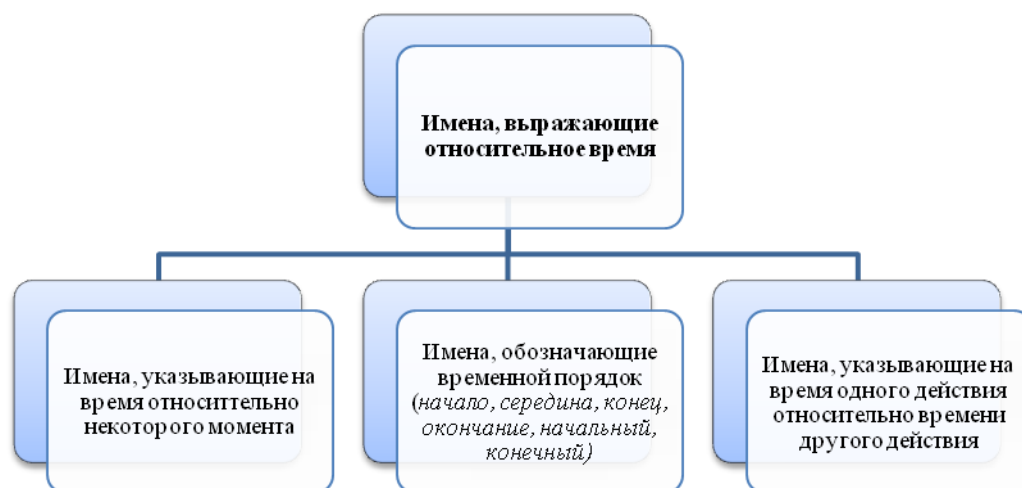 Имена, выражающие
относительное время
Имена, указывающие на
время относиттельно
некоторого момента
Имена, обозначающие
временной порядок
(начало, середина, конец,
окончание, начальный,
конечный)
Имена, указывающие на
время одного действия
относительно времени
другого действия